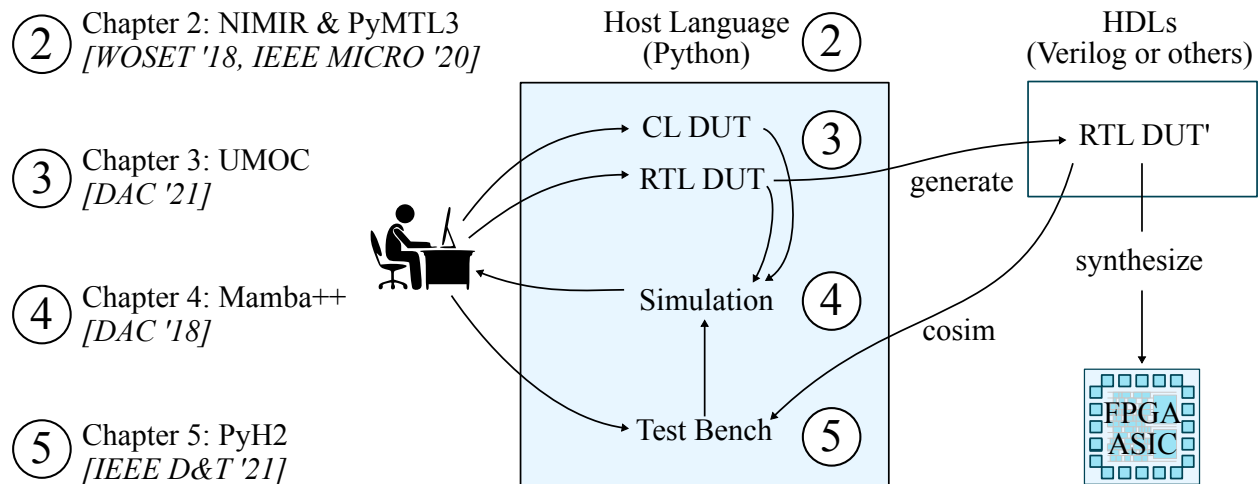 2
Chapter 2: NIMIR & PyMTL3
[WOSET '18, IEEE MICRO '20]
3
Chapter 3: UMOC
[DAC '21]
4
Chapter 4: Mamba++
[DAC '18]
5
Chapter 5: PyH2
[IEEE D&T '21]
Host Language
(Python)
2
CL DUT
3
RTL DUT
Simulation
4
Test Bench
5
generate
cosim
HDLs
(Verilog or others)
RTL DUT'
synthesize
FPGA
ASIC